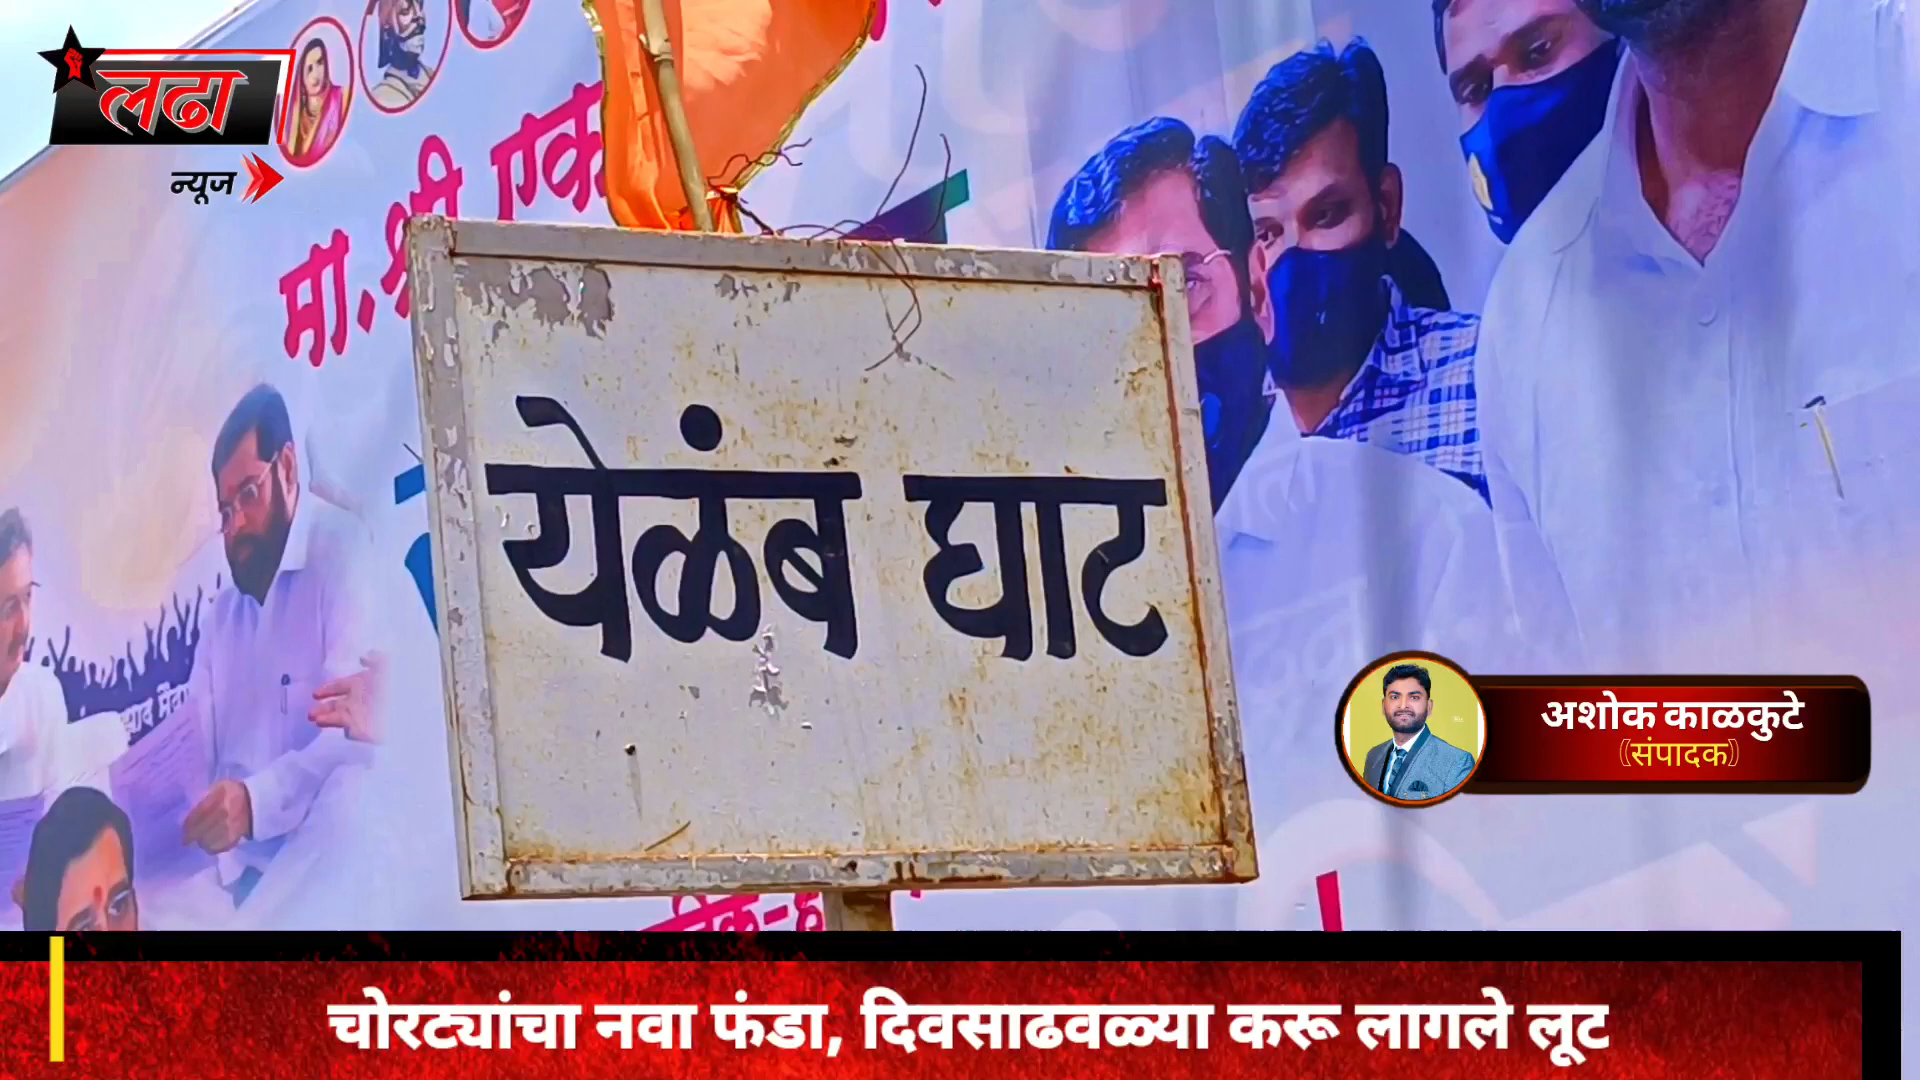 लढा
न्यूज
मा. श्री एक
येळंब घाट
अशोक काळकुटे
(संपादक)
चोरट्यांचा नवा फंडा, दिवसाढवळ्या करू लागले लूट